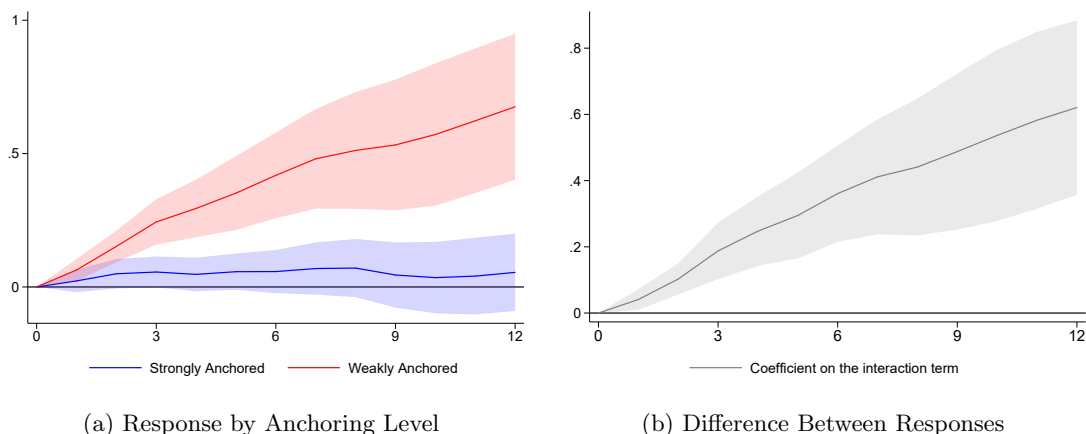 1
.5
0
0 3 6 9 12
Strongly Anchored Weakly Anchored
(a) Response by Anchoring Level
.8
.6
.4
.2
0
0 3 6 9 12
Coefficient on the interaction term
(b) Difference Between Responses